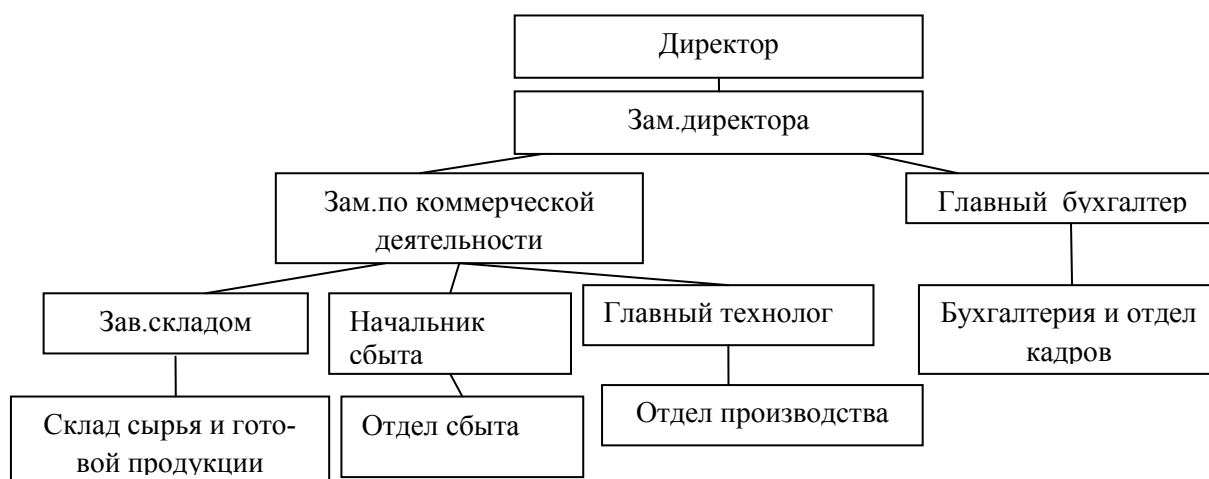 Директор
Зам.директора
Зам.по коммерческой
деятельности
Главный бухгалтер
Зав.складом
Начальник
сбыта
Главный технолог
Бухгалтерия и отдел
кадров
Склад сырья и гото-
вой продукции
Отдел сбыта
Отдел производства